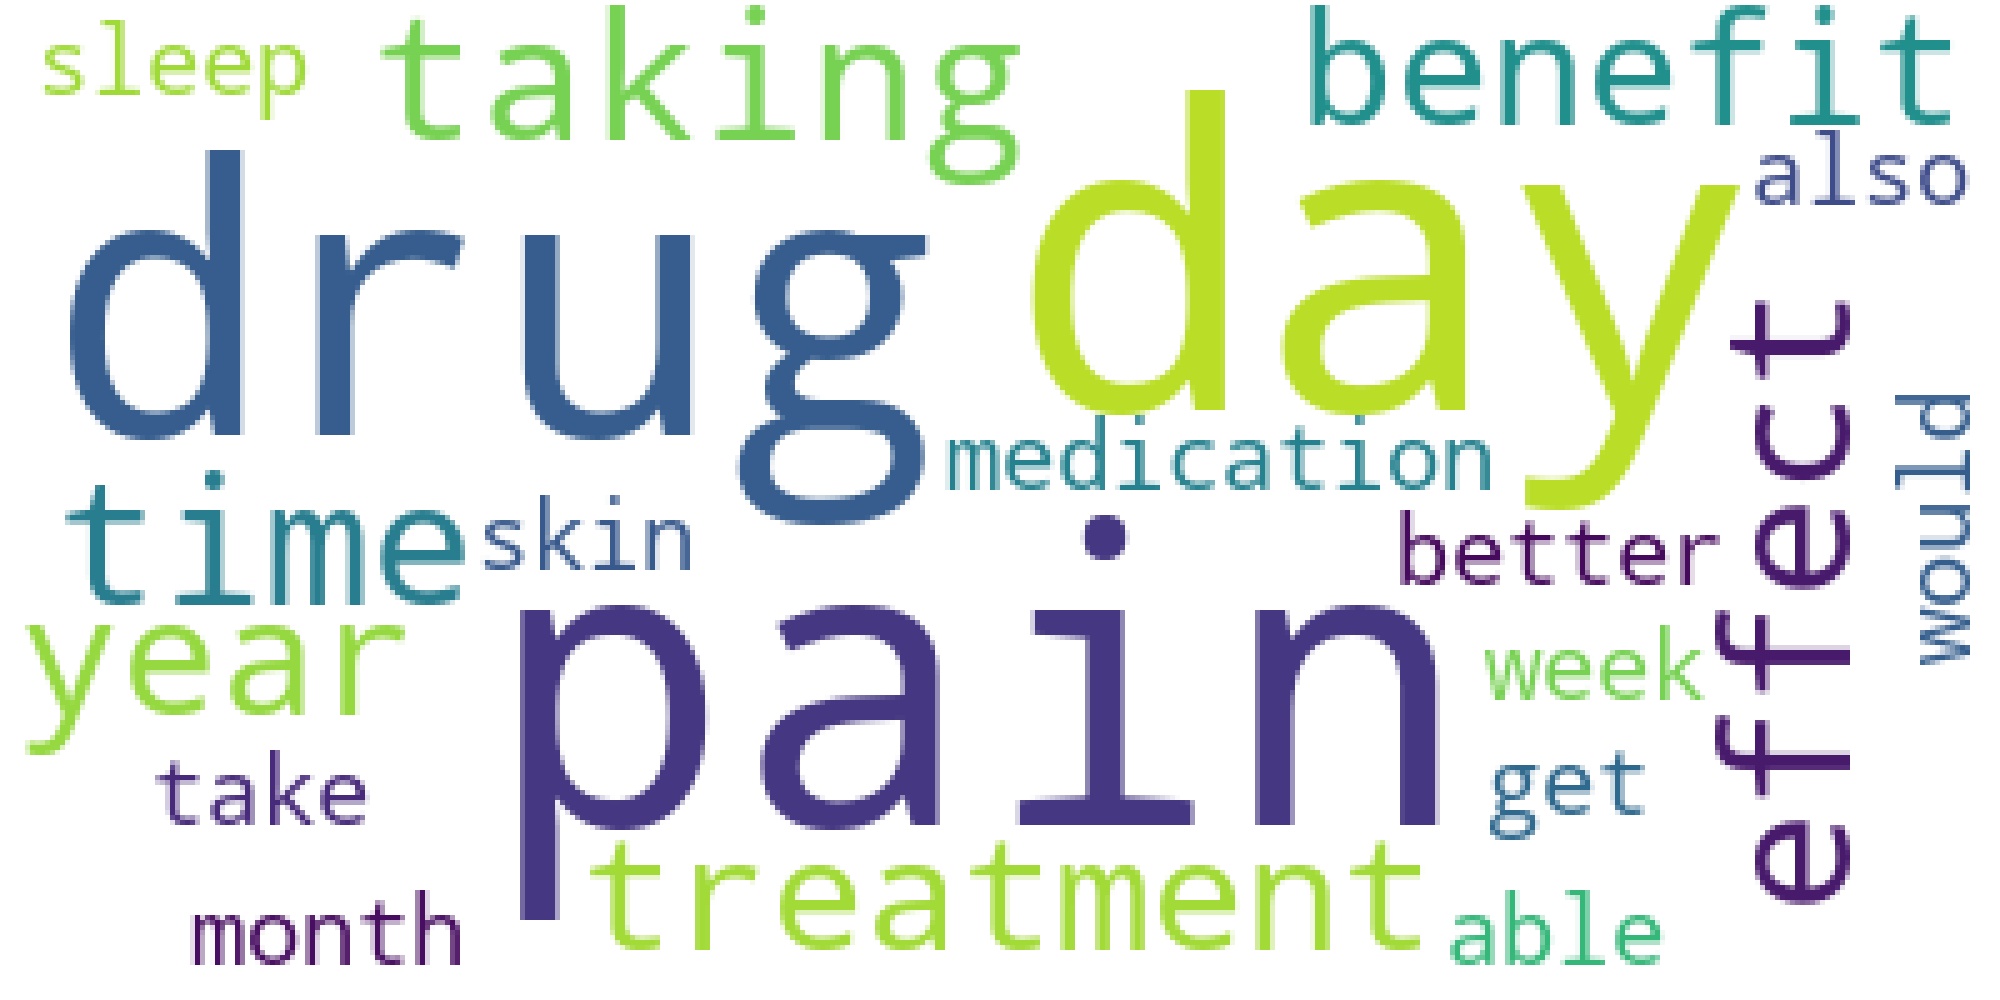 sleep
taking
benefit
also
drug
day
effect
would
medication
time
skin
better
year
pain
week
take
get
treatment
month
able